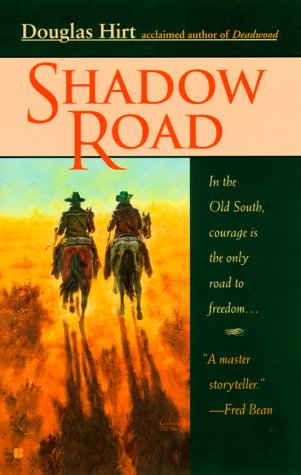 Douglas Hirt acclaimed author of Deadwood
SHADOW
ROAD
In the
Old South,
courage is
the only
road to
freedom...
"A master
storyteller."
—Fred Bean